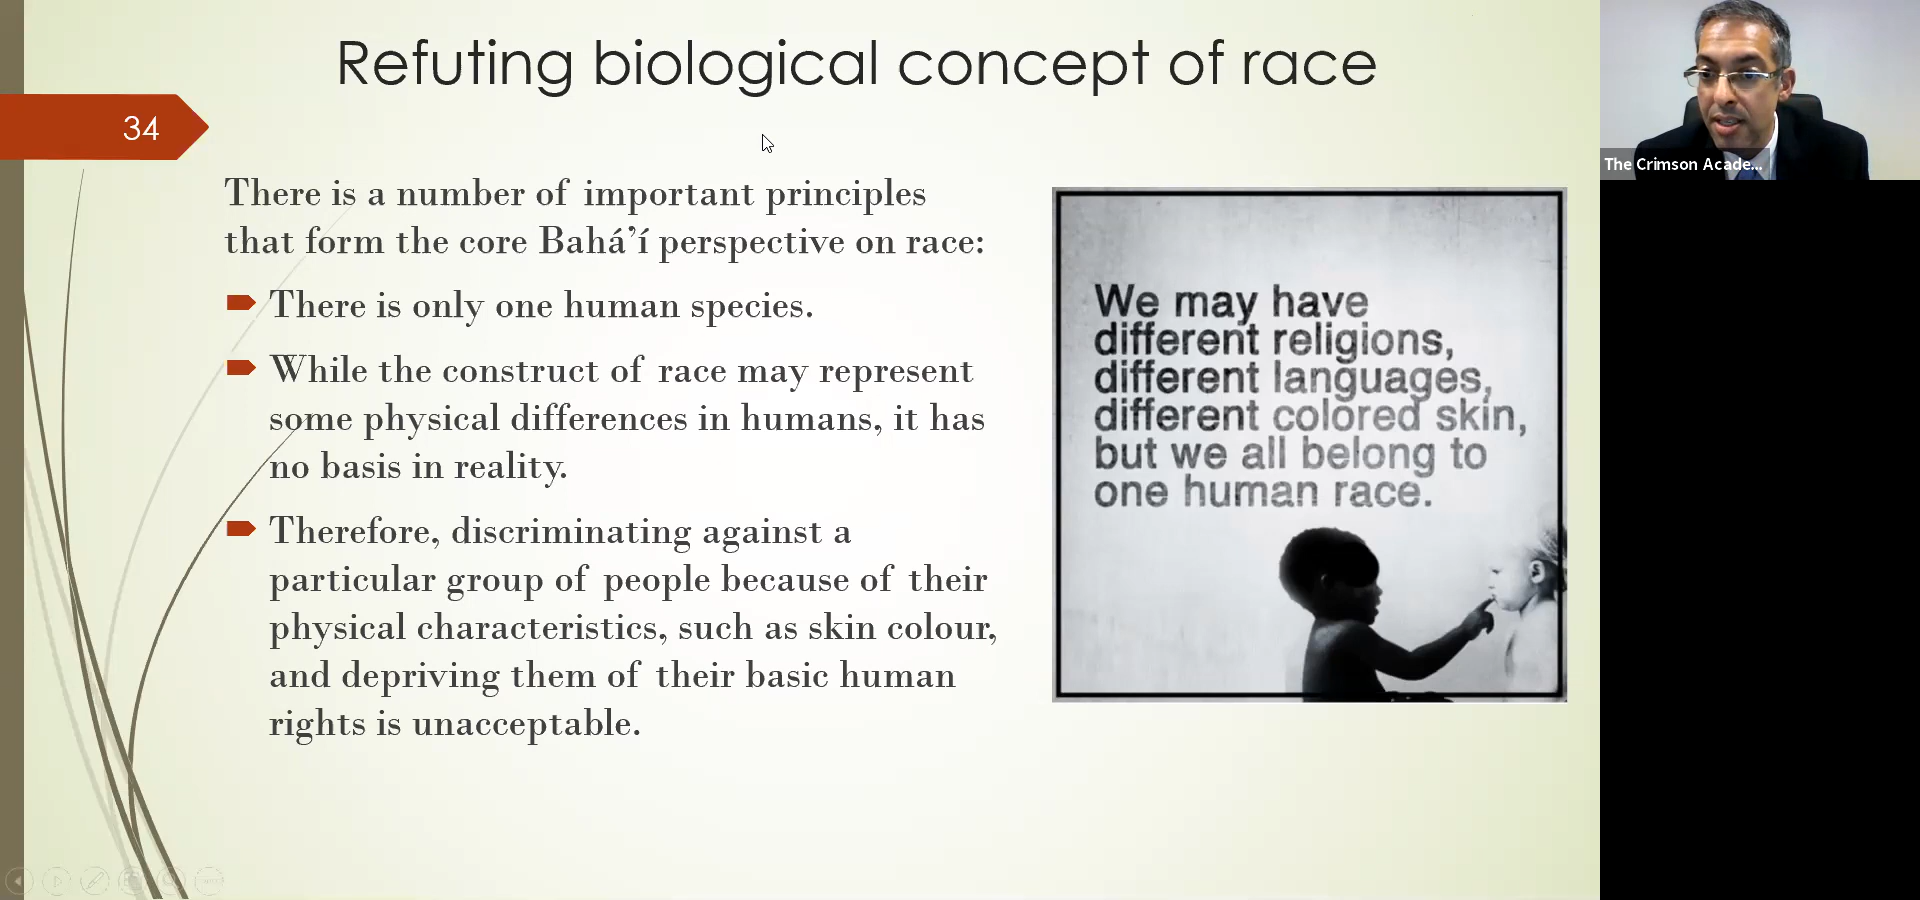 Refuting biological concept of race
34
There is a number of important principles
that form the core Bahá’í perspective on race:
There is only one human species.
While the construct of race may represent
some physical differences in humans, it has
no basis in reality.
Therefore, discriminating against a
particular group of people because of their
physical characteristics, such as skin colour,
and depriving them of their basic human
rights is unacceptable.
We may have
different religions,
different languages,
different colored skin,
but we all belong to
one human race.
The Crimson Acade...